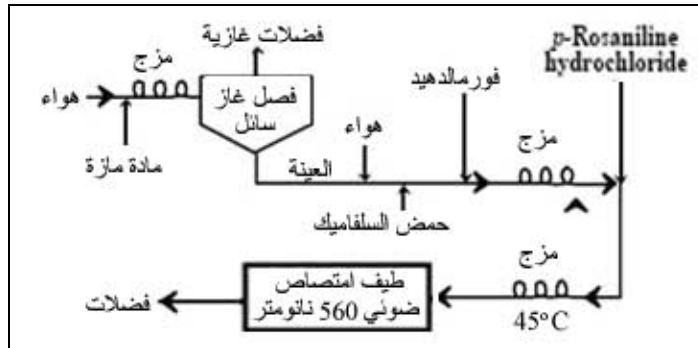 فضلات غازية
p-Rosaniline
hydrochloride
مزج
هواء
فصل غاز
سائل
فورمالدهيد
هواء
مزج
مادة مازة
العينة
حمض السلفاميك
مزج
طيف امتصاص
ضوئي 560 نانومتر
فضلات
45°C